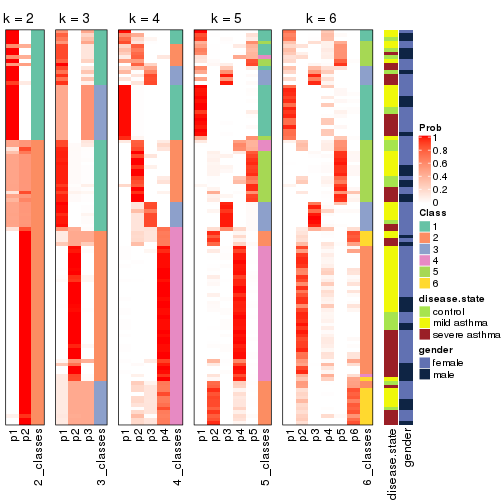 k = 2 k = 3 k = 4 k = 5 k = 6
Prob
1
0.8
0.6
0.4
0.2
0
Class
1
2
3
4
5
6
disease.state
control
mild asthma
severe asthma
gender
female
male
p1 p2 2_classes p1 p2 p3 3_classes p1 p2 p3 p4 4_classes p1 p2 p3 p4 p5 5_classes p1 p2 p3 p4 p5 p6 6_classes disease.state gender